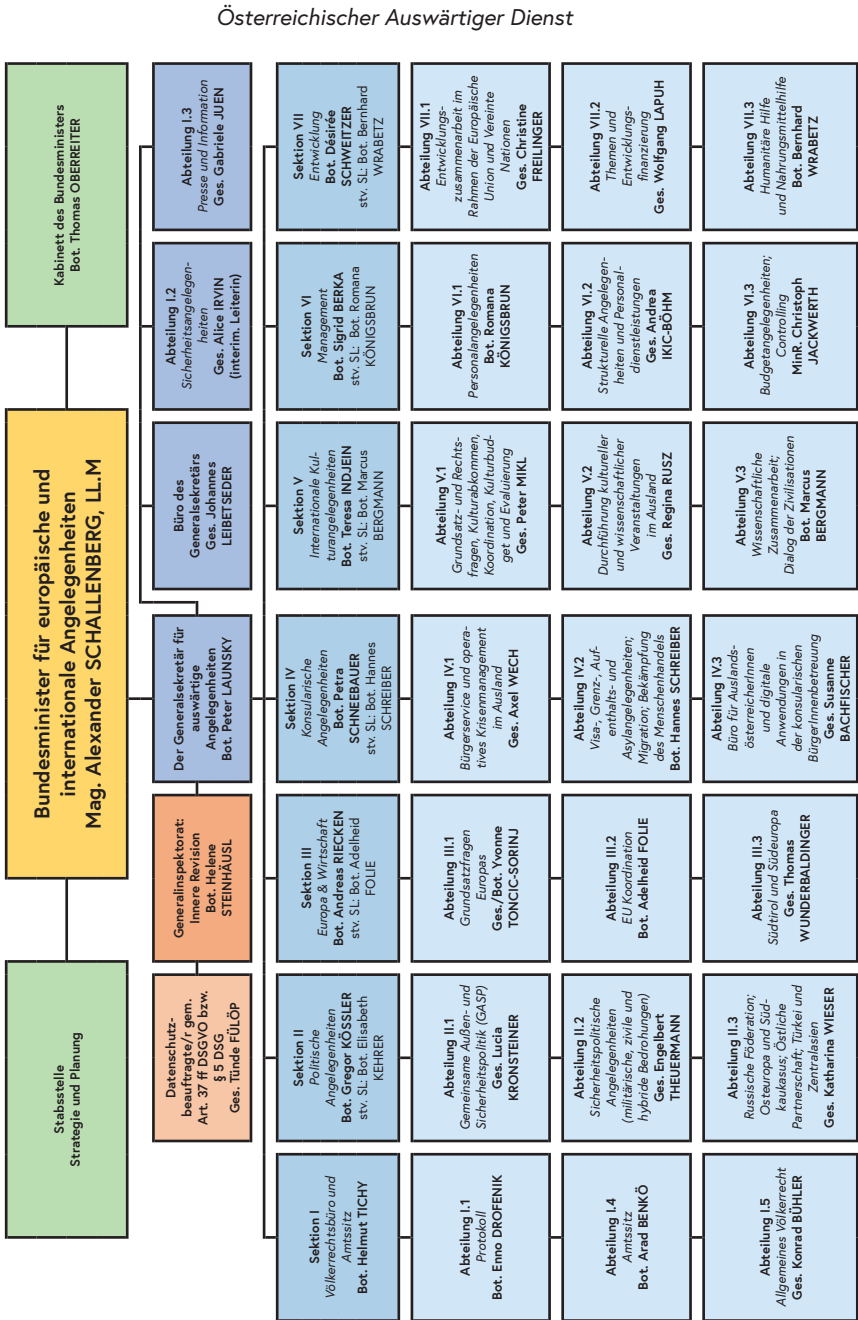 Österreichischer Auswärtiger Dienst
Stabsstelle
Strategie und Planung
Bundesminister für europäische und
internationale Angelegenheiten
Mag. Alexander SCHALLENBERG, LL.M
Kabinett des Bundesministers
Bot. Thomas OBERREITER
Datenschutz-
beauftragte/r gem.
Art. 37 ff DSGVO bzw.
§ 5 DSG
Ges. Tünde FÜLÖP
Generalinspektorat:
Innere Revision
Bot. Helene
STEINHÄUSL
Der Generalsekretär für
auswärtige
Angelegenheiten
Bot. Peter LAUNSKY
Büro des
Generalsekretärs
Ges. Johannes
LEIBETSEDER
Abteilung I.2
Sicherheitsangelegen-
heiten
Ges. Alice IRVIN
(interim. Leiterin)
Abteilung I.3
Presse und Information
Ges. Gabriele JUEN
Sektion I
Völkerrechtsbüro und
Amtssitz
Bot. Helmut TICHY
Sektion II
Politische
Angelegenheiten
Bot. Gregor KÖSSLER
stv. SL: Bot. Elisabeth
KEHRER
Sektion III
Europa & Wirtschaft
Bot. Andreas RIECKEN
stv. SL: Bot. Adelheid
FOLIE
Sektion IV
Konsularische
Angelegenheiten
Bot. Petra
SCHNEEBAUER
stv. SL: Bot. Hannes
SCHREIBER
Sektion V
Internationale Kul-
turangelegenheiten
Bot. Teresa INDJEIN
stv. SL: Bot. Marcus
BERGMANN
Sektion VI
Management
Bot. Sigrid BERKA
stv. SL: Bot. Romana
KÖNIGSBRUN
Sektion VII
Entwicklung
Bot. Désirée
SCHWEITZER
stv. SL: Bot. Bernhard
WRABETZ
Abteilung I.1
Protokoll
Bot. Enno DROFENIK
Abteilung II.1
Gemeinsame Außen- und
Sicherheitspolitik (GASP)
Ges. Lucia
KRONSTEINER
Abteilung III.1
Grundsatzfragen
Europas
Ges./Bot. Yvonne
TONCIC-SORINJ
Abteilung IV.1
Bürgerservice und opera-
tives Krisenmanagement
im Ausland
Ges. Axel WECH
Abteilung V.1
Grundsatz- und Rechts-
fragen, Kulturabkommen,
Koordination, Kulturbud-
get und Evaluierung
Ges. Peter MIKL
Abteilung VI.1
Personalangelegenheiten
Bot. Romana
KÖNIGSBRUN
Abteilung VII.1
Entwicklungs-
zusammenarbeit im
Rahmen der Europäische
Union und Vereinte
Nationen
Ges. Christine
FREILINGER
Abteilung I.4
Amtssitz
Bot. Arad BENKÖ
Abteilung II.2
Sicherheitspolitische
Angelegenheiten
(militärische, zivile und
hybride Bedrohungen)
Ges. Engelbert
THEUERMANN
Abteilung III.2
EU Koordination
Bot. Adelheid FOLIE
Abteilung IV.2
Visa-, Grenz-, Auf-
enthalts- und
Asylangelegenheiten;
Migration; Bekämpfung
des Menschenhandels
Bot. Hannes SCHREIBER
Abteilung V.2
Durchführung kultureller
und wissenschaftlicher
Veranstaltungen
im Ausland
Ges. Regina RUSZ
Abteilung VI.2
Strukturelle Angelegen-
heiten und Personal-
dienstleistungen
Ges. Andrea
IKIC-BÖHM
Abteilung VII.2
Themen und
Entwicklungs-
finanzierung
Ges. Wolfgang LAPUH
Abteilung I.5
Allgemeines Völkerrecht
Ges. Konrad BÜHLER
Abteilung II.3
Russische Föderation;
Osteuropa und Süd-
kaukasus; Östliche
Partnerschaft; Türkei und
Zentralasien
Ges. Katharina WIESER
Abteilung III.3
Südtirol und Südeuropa
Ges. Thomas
WUNDERBALDINGER
Abteilung IV.3
Büro für Auslands-
österreicherInnen
und digitale
Anwendungen in
der konsularischen
BürgerInnenbetreuung
Ges. Susanne
BACHFISCHER
Abteilung V.3
Wissenschaftliche
Zusammenarbeit;
Dialog der Zivilisationen
Bot. Marcus
BERGMANN
Abteilung VI.3
Budgetangelegenheiten;
Controlling
MinR. Christoph
JACKWERTH
Abteilung VII.3
Humanitäre Hilfe
und Nahrungsmittelhilfe
Bot. Bernhard
WRABETZ